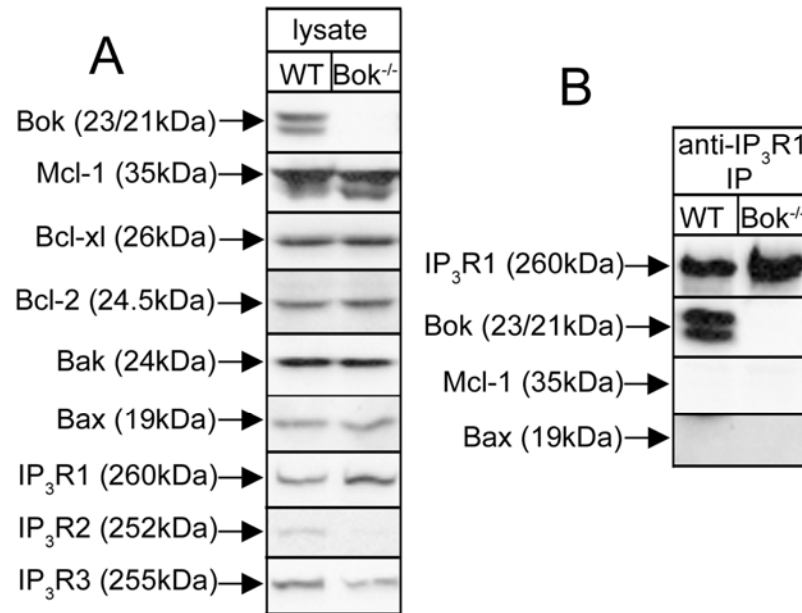 A
lysate
WT Bok-/-
Bok (23/21kDa)
Mcl-1 (35kDa)
Bcl-xl (26kDa)
Bcl-2 (24.5kDa)
Bak (24kDa)
Bax (19kDa)
IP3R1 (260kDa)
IP3R2 (252kDa)
IP3R3 (255kDa)
B
anti-IP3R1
IP
WT Bok-/-
IP3R1 (260kDa)
Bok (23/21kDa)
Mcl-1 (35kDa)
Bax (19kDa)